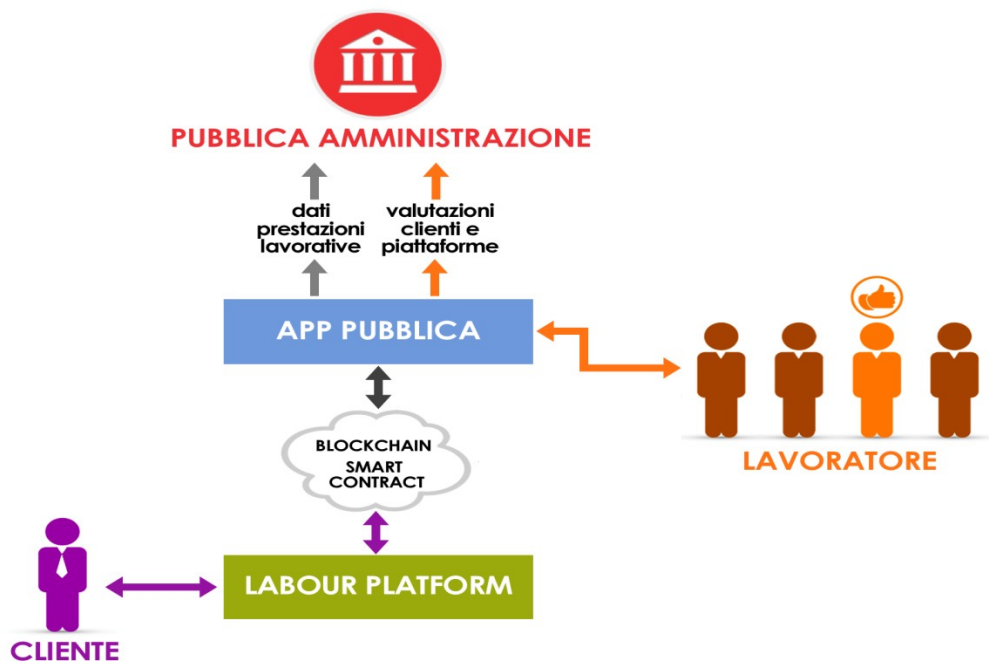 PUBBLICA AMMINISTRAZIONE
dati
prestazioni
lavorative
valutazioni
clienti e
piattaforme
APP PUBBLICA
BLOCKCHAIN
SMART
CONTRACT
LAVORATORE
LABOUR PLATFORM
CLIENTE